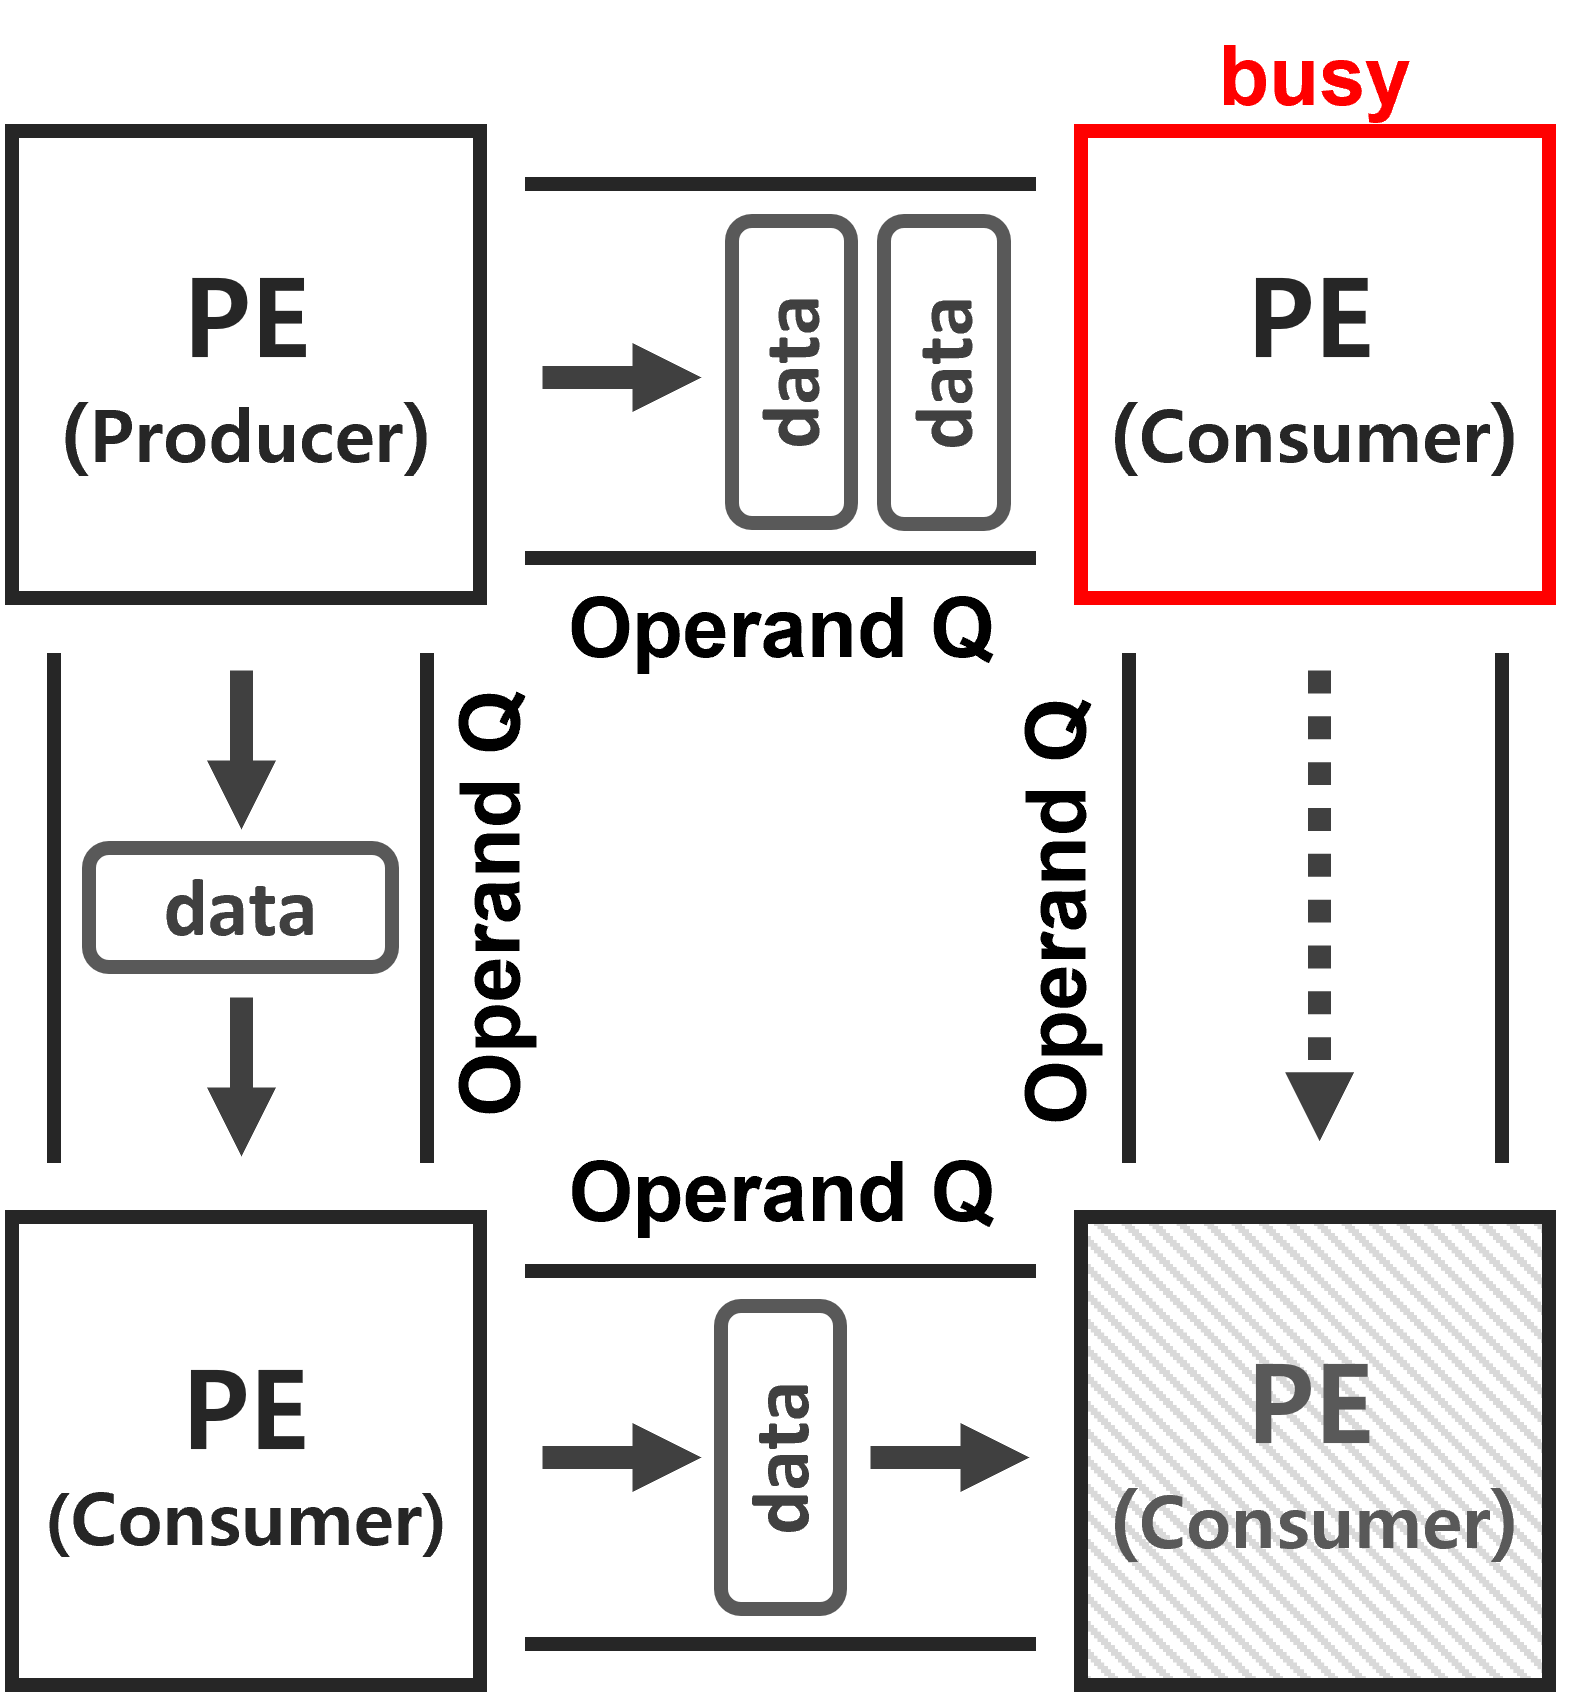 busy
PE
(Producer)
data
data
PE
(Consumer)
Operand Q
data
Operand Q
Operand Q
Operand Q
PE
(Consumer)
data
PE
(Consumer)